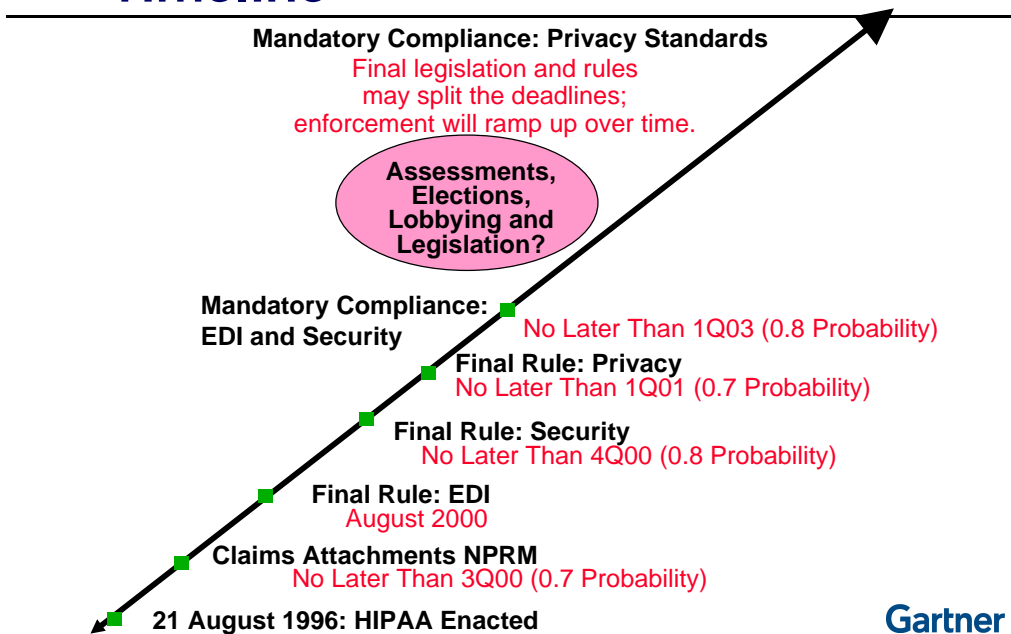 Timeline
Mandatory Compliance: Privacy Standards
Final legislation and rules
may split the deadlines;
enforcement will ramp up over time.
Assessments,
Elections,
Lobbying and
Legislation?
Mandatory Compliance:
EDI and Security
No Later Than 1Q03 (0.8 Probability)
Final Rule: Privacy
No Later Than 1Q01 (0.7 Probability)
Final Rule: Security
No Later Than 4Q00 (0.8 Probability)
Final Rule: EDI
August 2000
Claims Attachments NPRM
No Later Than 3Q00 (0.7 Probability)
21 August 1996: HIPAA Enacted
Gartner